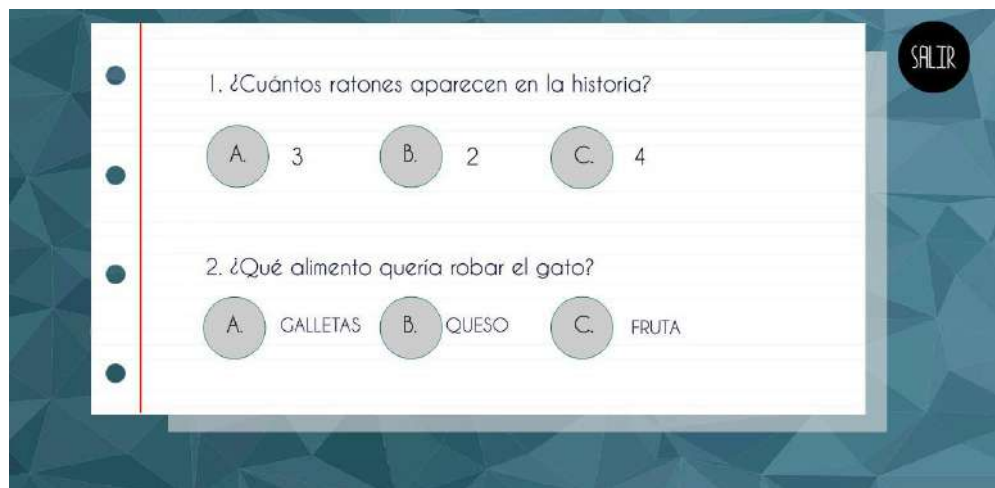 SALIR
1. ¿Cuántos ratones aparecen en la historia?
A. 3 B. 2 C. 4
2. ¿Qué alimento quería robar el gato?
A. GALLETAS B. QUESO C. FRUTA